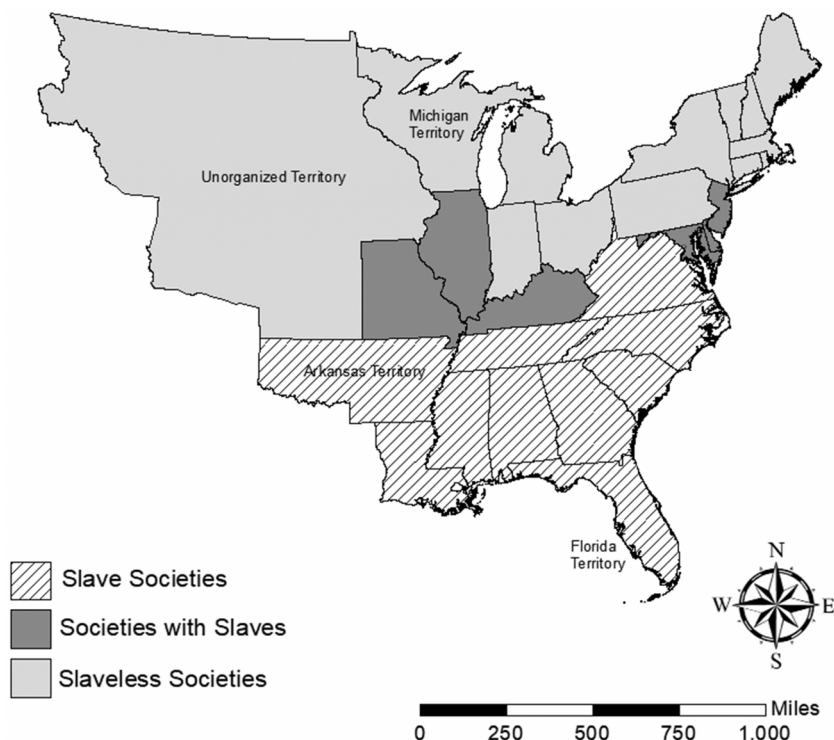 Michigan
Territory
Unorganized Territory
Arkansas Territory
Florida
Territory
Slave Societies
Societies with Slaves
Slaveless Societies
N
W E
S
Miles
0 250 500 750 1,000